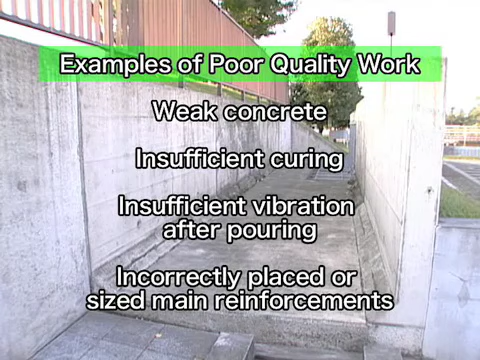 Examples of Poor Quality Work
Weak concrete
Insufficient curing
Insufficient vibration
after pouring
Incorrectly placed or
sized main reinforcements